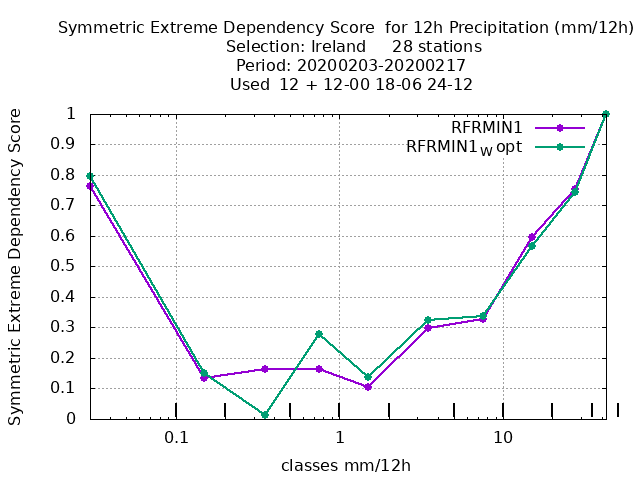 Symmetric Extreme Dependency Score  for 12h Precipitation (mm/12h)
Selection: Ireland     28 stations
Period: 20200203-20200217
Used  12 + 12-00 18-06 24-12
Symmetric Extreme Dependency Score
1
0.9
0.8
0.7
0.6
0.5
0.4
0.3
0.2
0.1
0
RFRMIN1
RFRMIN1W opt
0.1
1
10
classes mm/12h